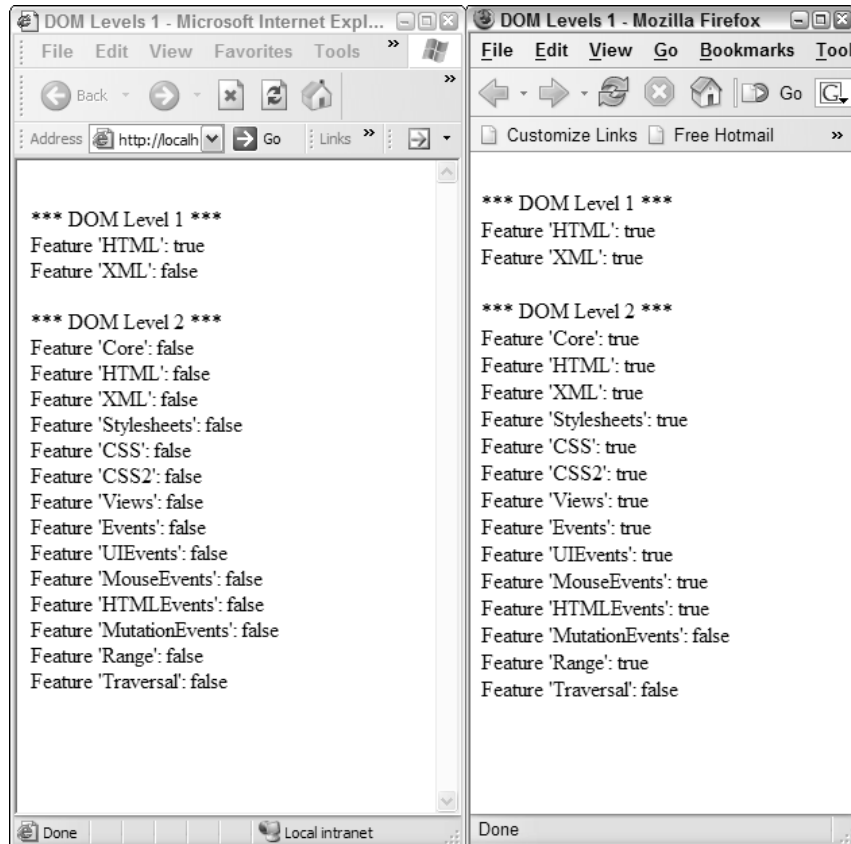 DOM Levels 1 - Microsoft Internet Expl...
File Edit View Favorites Tools »
Back »
Address http://localh Go Links »
*** DOM Level 1 ***
Feature 'HTML': true
Feature 'XML': false
*** DOM Level 2 ***
Feature 'Core': false
Feature 'HTML': false
Feature 'XML': false
Feature 'Stylesheets': false
Feature 'CSS': false
Feature 'CSS2': false
Feature 'Views': false
Feature 'Events': false
Feature 'UIEvents': false
Feature 'MouseEvents': false
Feature 'HTMLEvents': false
Feature 'MutationEvents': false
Feature 'Range': false
Feature 'Traversal': false
Done Local intranet
DOM Levels 1 - Mozilla Firefox
File Edit View Go Bookmarks Tool
Go G
Customize Links Free Hotmail »
*** DOM Level 1 ***
Feature 'HTML': true
Feature 'XML': true
*** DOM Level 2 ***
Feature 'Core': true
Feature 'HTML': true
Feature 'XML': true
Feature 'Stylesheets': true
Feature 'CSS': true
Feature 'CSS2': true
Feature 'Views': true
Feature 'Events': true
Feature 'UIEvents': true
Feature 'MouseEvents': true
Feature 'HTMLEvents': true
Feature 'MutationEvents': false
Feature 'Range': true
Feature 'Traversal': false
Done